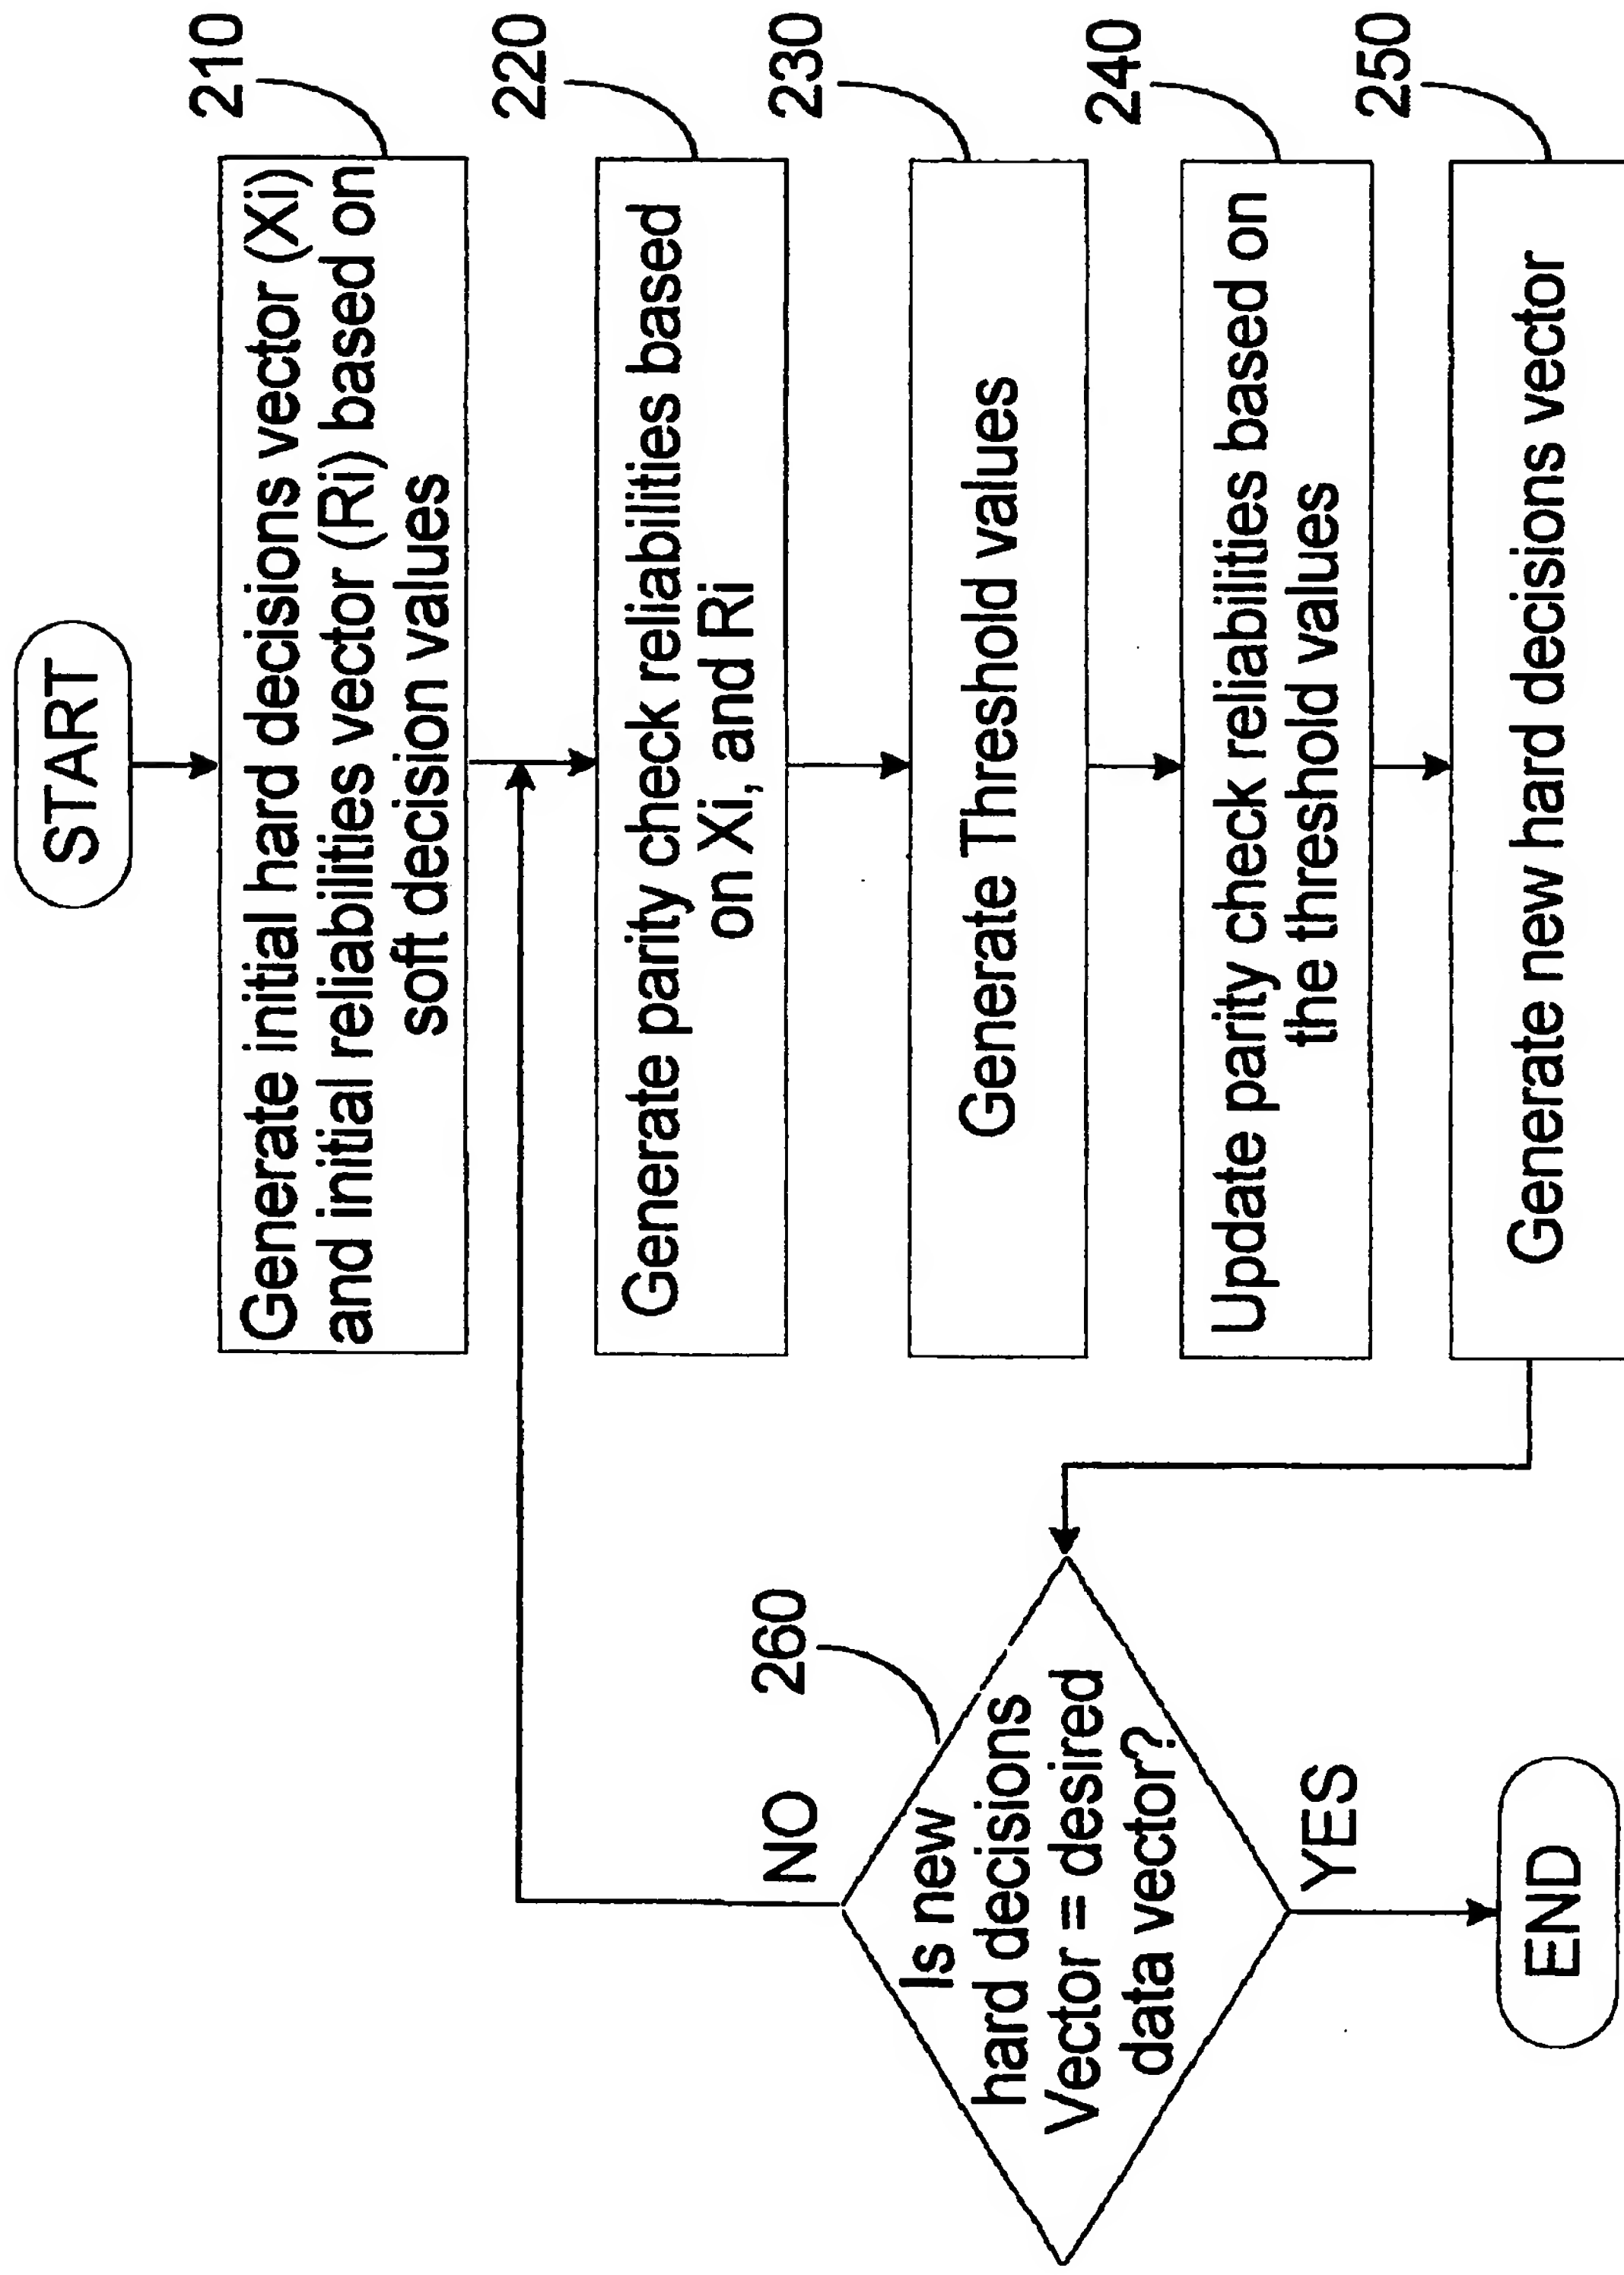 START
210
Generate initial hard decisions vector (Xi)
and initial reliabilities vector (Ri) based on
soft decision values
220
Generate parity check reliabilities based
on Xi, and Ri
230
Generate Threshold values
240
Update parity check reliabilities based on
the threshold values
250
Generate new hard decisions vector
260
NO
Is new
hard decisions
Vector = desired
data vector?
YES
END